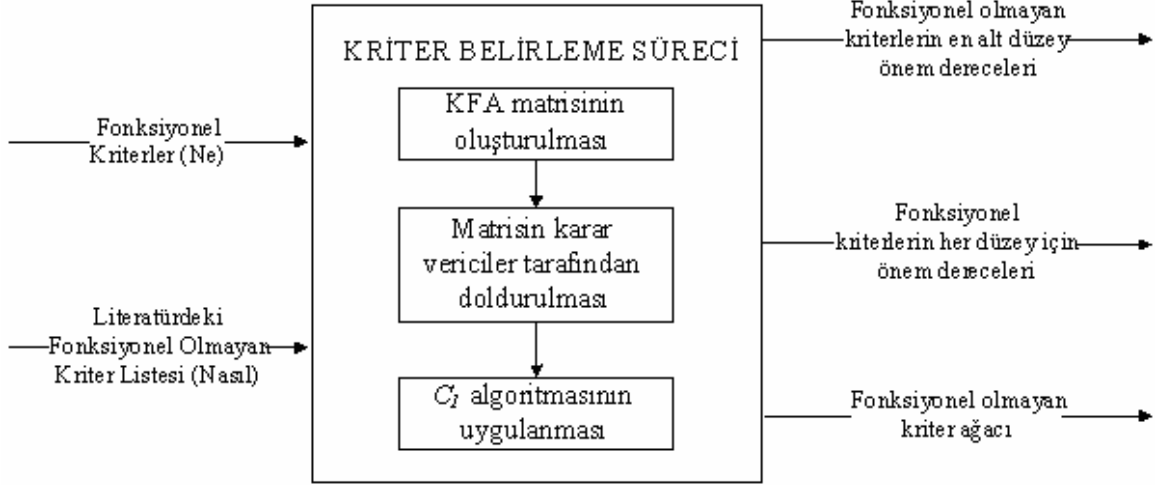 KRİTER BELİRLEME SÜRECİ
Fonksiyonel
Kriterler (Ne)
Literatürdeki
Fonksiyonel Olmayan
Kriter Listesi (Nasıl)
KFA matrisinin
oluşturulması
Matrisin karar
vericiler tarafından
doldurulması
C1 algoritmasının
uygulanması
Fonksiyonel olmayan
kriterlerin en alt düzey
önem dereceleri
Fonksiyonel
kriterlerin her düzey için
önem dereceleri
Fonksiyonel olmayan
kriter ağacı